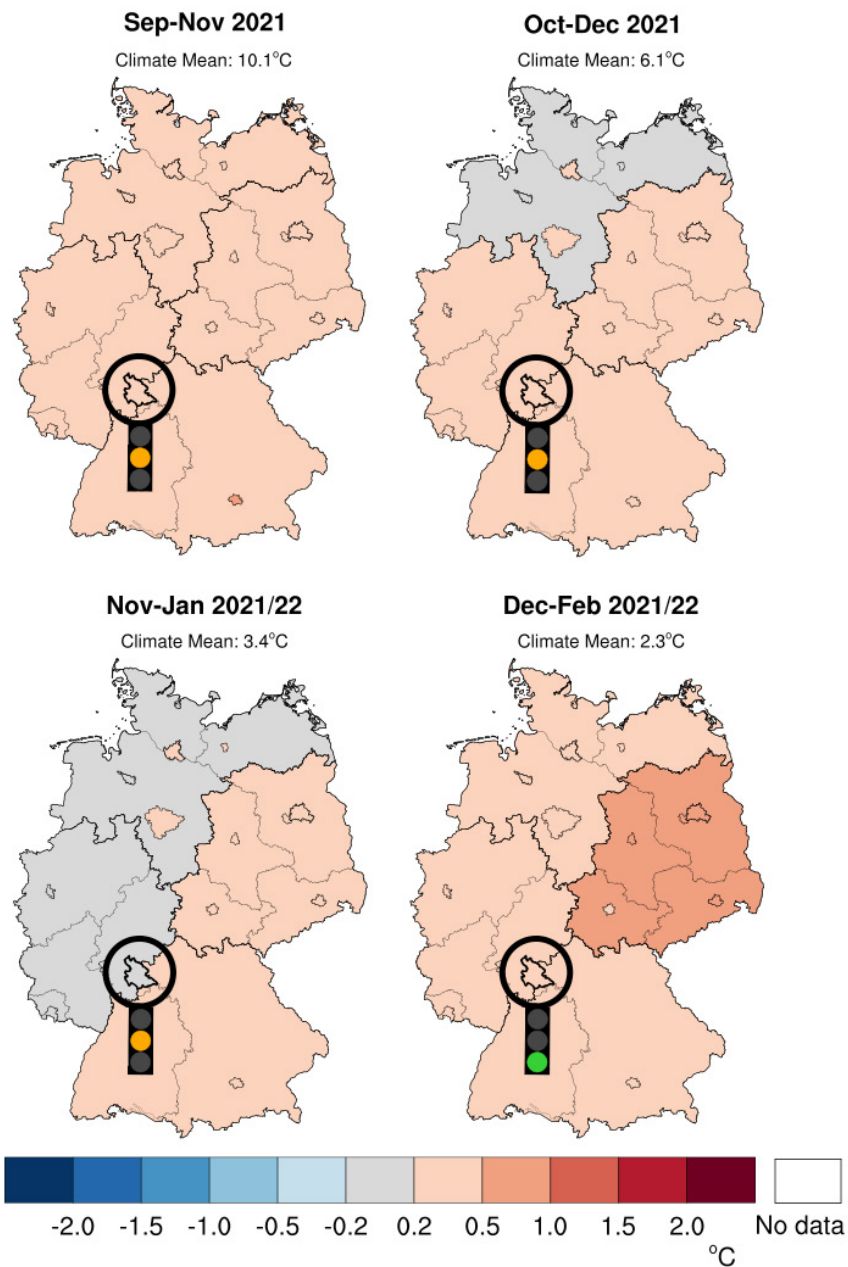 Sep-Nov 2021
Climate Mean: 10.1°C
Oct-Dec 2021
Climate Mean: 6.1°C
Nov-Jan 2021/22
Climate Mean: 3.4°C
Dec-Feb 2021/22
Climate Mean: 2.3°C
-2.0 -1.5 -1.0 -0.5 -0.2 0.2 0.5 1.0 1.5 2.0 No data
°C